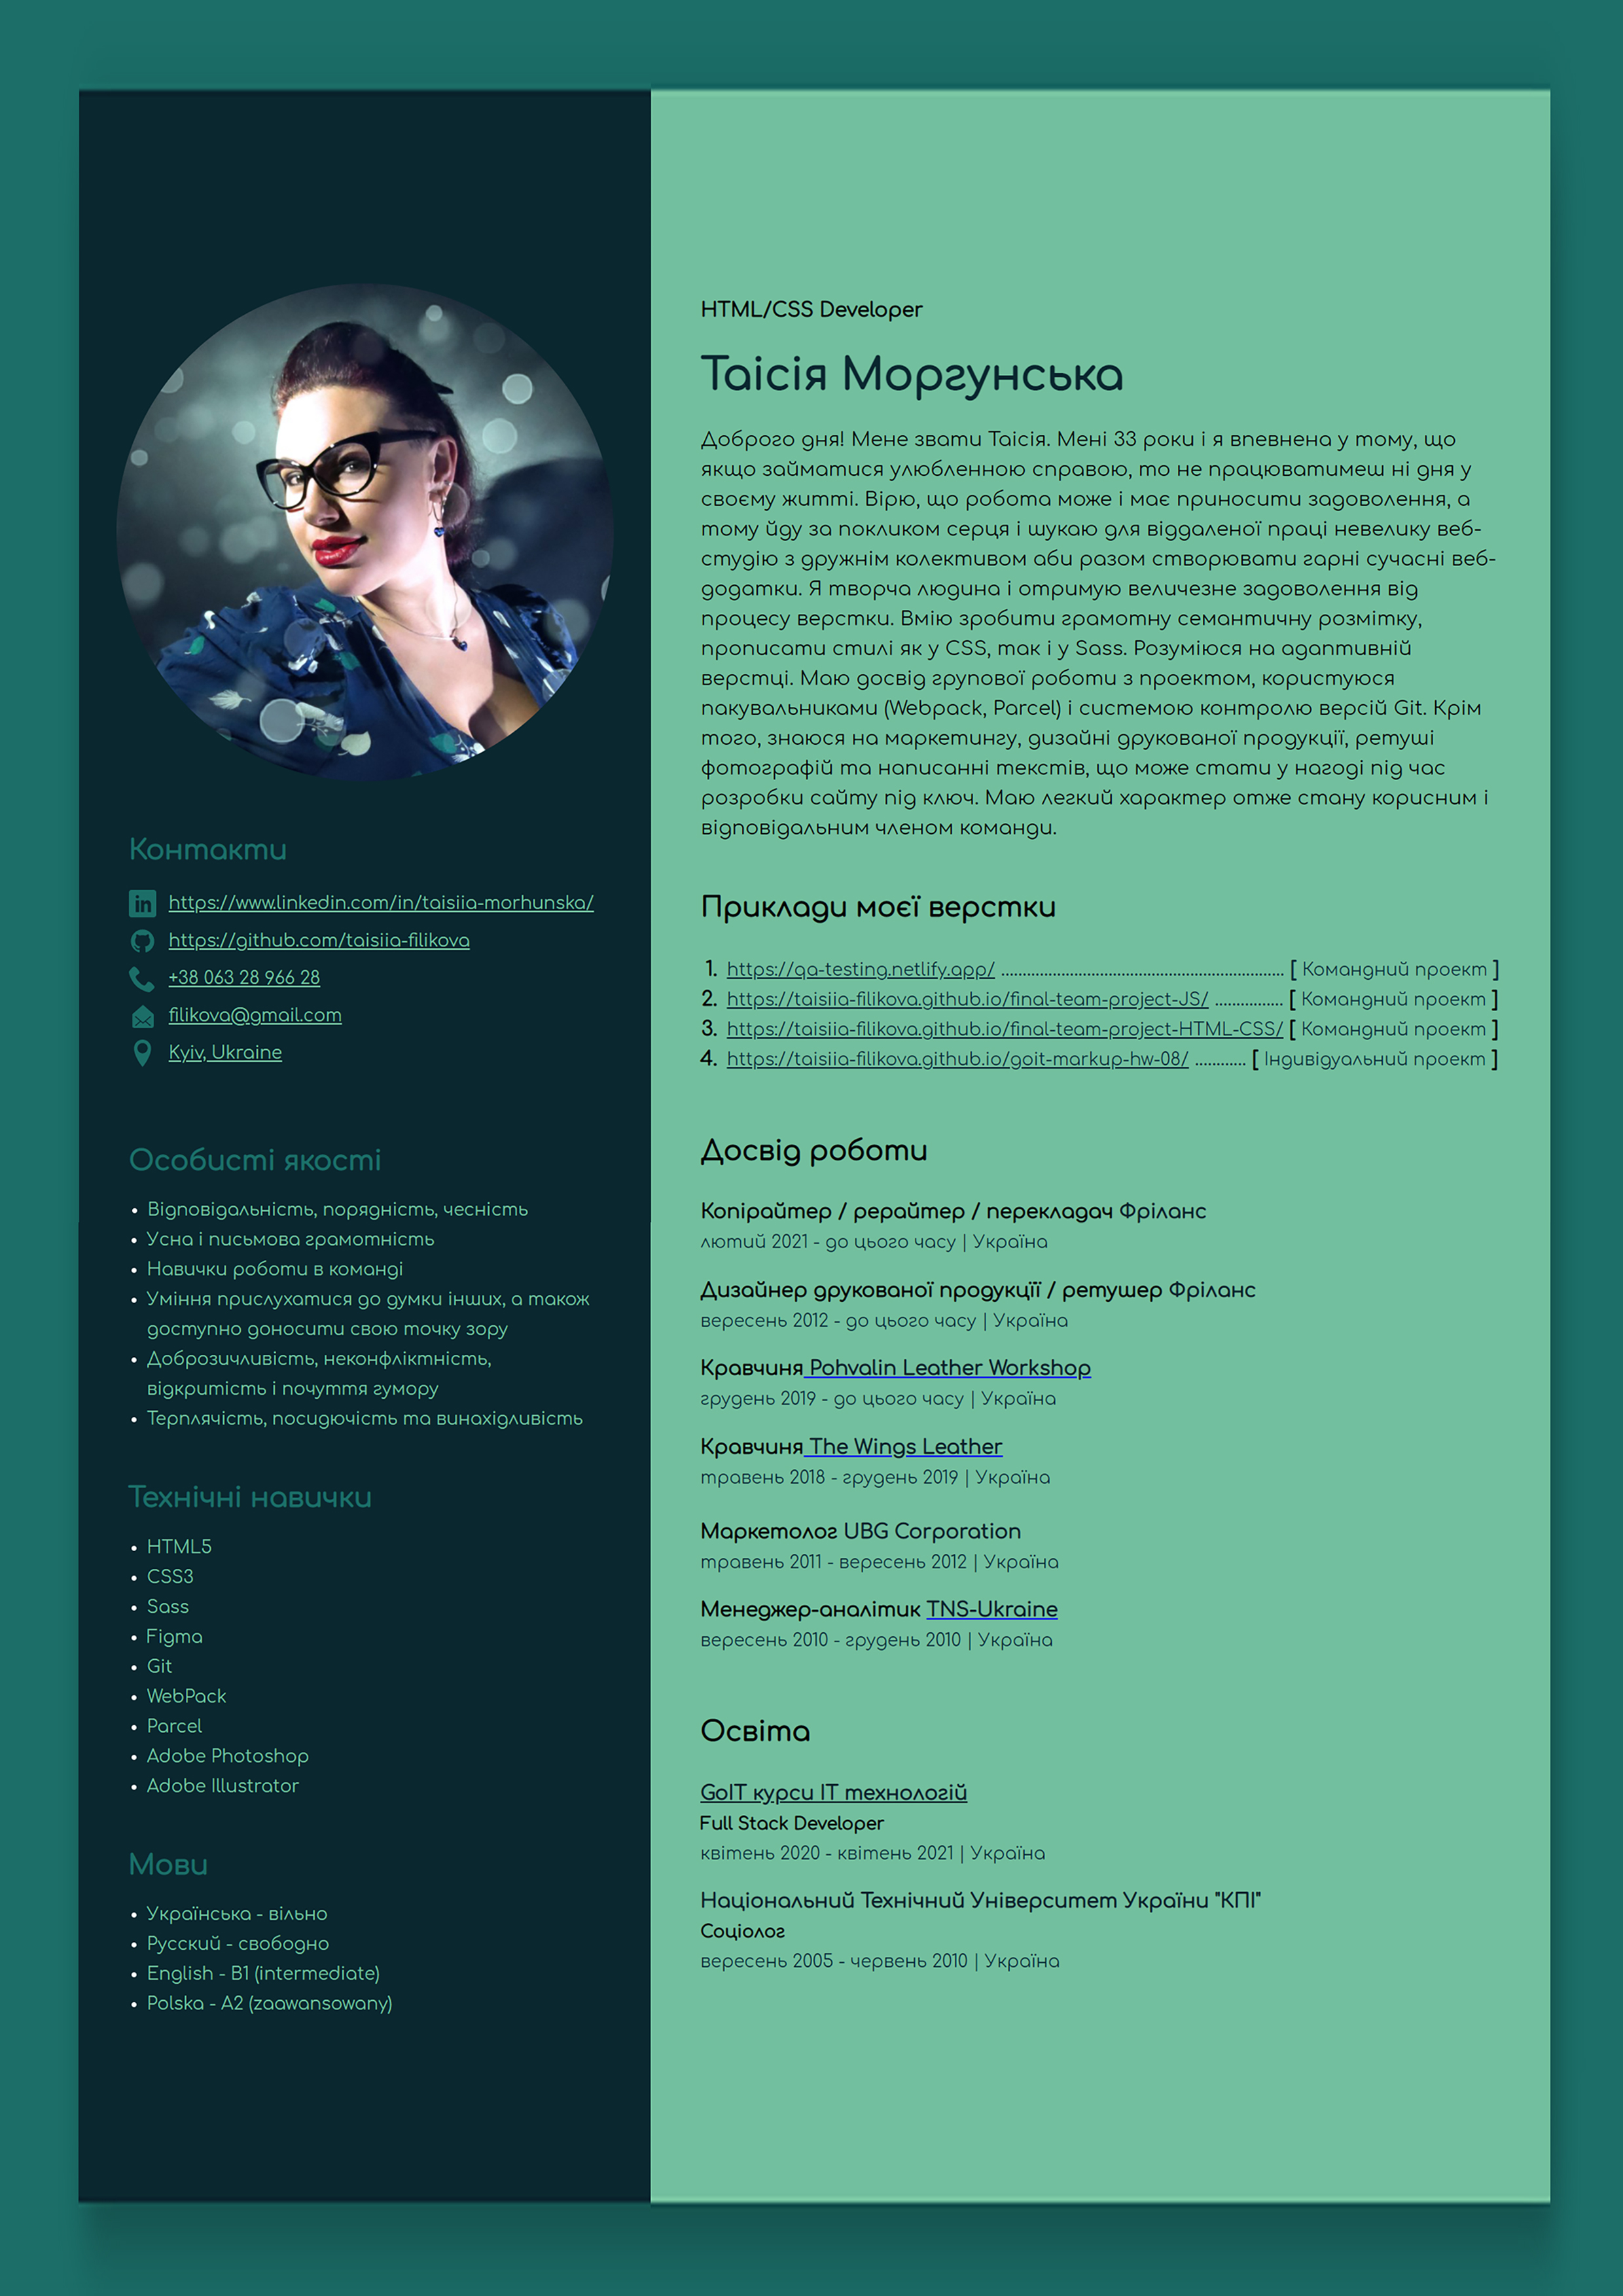 Контакти
https://www.linkedin.com/in/taisiia-morhunska/
https://github.com/taisiia-filikova
+38 063 28 966 28
filikova@gmail.com
Kyiv, Ukraine
Особисті якості
• Відповідальність, порядність, чесність
• Усна і письмова грамотність
• Навички роботи в команді
• Уміння прислухатися до думки інших, а також
доступно доносити свою точку зору
• Доброзичливість, неконфліктність,
відкритість і почуття гумору
• Терплячість, посидючість та винахідливість
Технічні навички
• HTML5
• CSS3
• Sass
• Figma
• Git
• WebPack
• Parcel
• Adobe Photoshop
• Adobe Illustrator
Мови
• Українська - вільно
• Русский - свободно
• English - B1 (intermediate)
• Polska - A2 (zaawansowany)
HTML/CSS Developer
Таісія Моргунська
Доброго дня! Мене звати Таісія. Мені 33 роки і я впевнена у тому, що
якщо займатися улюбленною справою, то не працюватимеш ні дня у
своєму житті. Вірю, що робота може і має приносити задоволення, а
тому йду за покликом серця і шукаю для віддаленої праці невелику веб-
студію з дружнім колективом аби разом створювати гарні сучасні веб-
додатки. Я творча людина і отримую величезне задоволення від
процесу верстки. Вмію зробити грамотну семантичну розмітку,
прописати стилі як у CSS, так і у Sass. Розуміюся на адаптивній
верстці. Маю досвід групової роботи з проектом, користуюся
пакувальниками (Webpack, Parcel) і системою контролю версій Git. Крім
того, знаюся на маркетингу, дизайні друкованої продукції, ретуші
фотографій та написанні текстів, що може стати у нагоді під час
розробки сайту під ключ. Маю легкий характер отже стану корисним і
відповідальним членом команди.
Приклади моєї верстки
1. https://qa-testing.netlify.app/ ........................................................ [ Командний проект ]
2. https://taisiia-filikova.github.io/final-team-project-JS/ ................ [ Командний проект ]
3. https://taisiia-filikova.github.io/final-team-project-HTML-CSS/ [ Командний проект ]
4. https://taisiia-filikova.github.io/goit-markup-hw-08/ ............ [ Індивідуальний проект ]
Досвід роботи
Копірайтер / рерайтер / перекладач Фріланс
лютий 2021 - до цього часу | Україна
Дизайнер друкованої продукції / ретушер Фріланс
вересень 2012 - до цього часу | Україна
Кравчиня Pohvalin Leather Workshop
грудень 2019 - до цього часу | Україна
Кравчиня The Wings Leather
травень 2018 - грудень 2019 | Україна
Маркетолог UBG Corporation
травень 2011 - вересень 2012 | Україна
Менеджер-аналітик TNS-Ukraine
вересень 2010 - грудень 2010 | Україна
Освіта
GoIT курси IT технологій
Full Stack Developer
квітень 2020 - квітень 2021 | Україна
Національний Технічний Університет України "КПІ"
Соціолог
вересень 2005 - червень 2010 | Україна